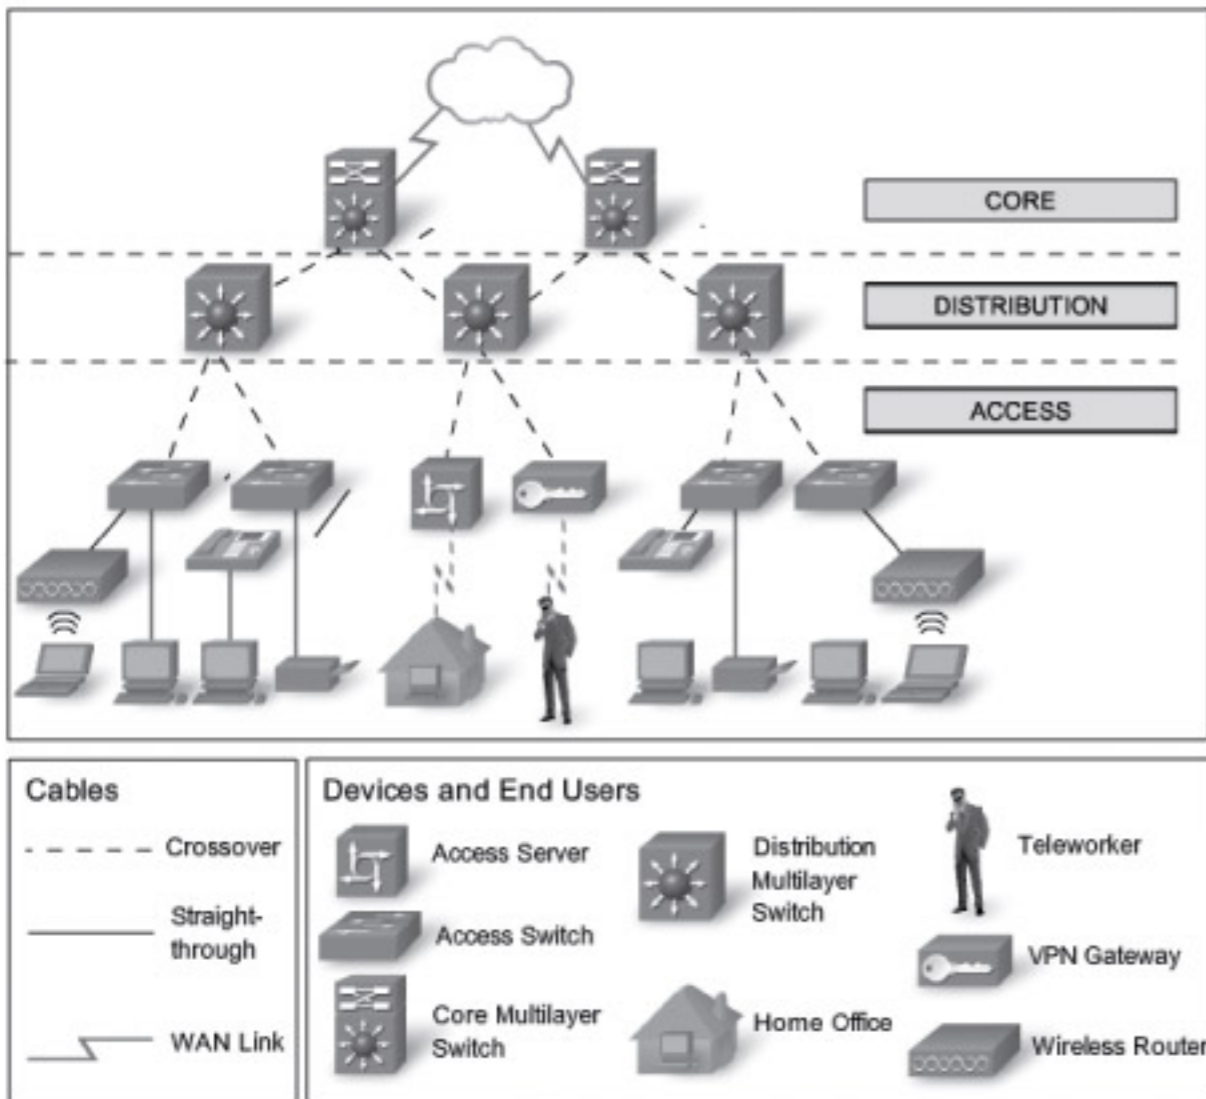 CORE
DISTRIBUTION
ACCESS
Cables
Crossover
Straight-
through
WAN Link
Devices and End Users
Access Server
Access Switch
Core Multilayer
Switch
Distribution
Multilayer
Switch
Home Office
Teleworker
VPN Gateway
Wireless Router